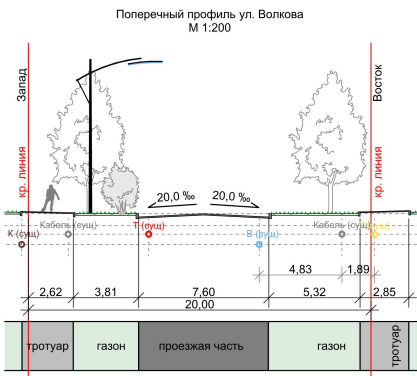 Поперечный профиль ул. Волкова
М 1:200
Запад
Восток
кр. линия
кр. линия
20,0 ‰
20,0 ‰
К (сущ)
Кабель (сущ)
Т (сущ)
В (сущ)
Кабель (сущ)
4,83
1,89
2,62
3,81
7,60
5,32
2,85
20,00
тротуар
газон
проезжая часть
газон
тротуар